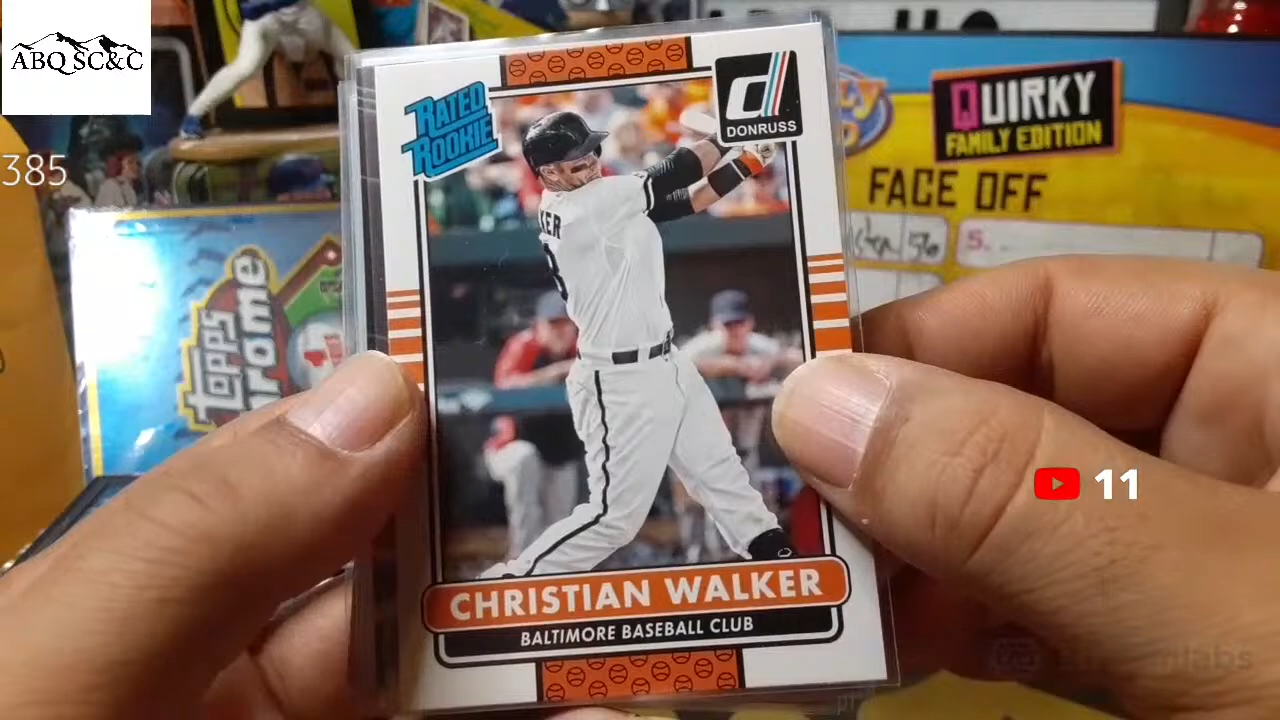 ABQ SC&C
385
RATED
ROOKIE
DONRUSS
QUIRKY
FAMILY EDITION
FACE OFF
5.
Topps
Chrome
11
CHRISTIAN WALKER
BALTIMORE BASEBALL CLUB